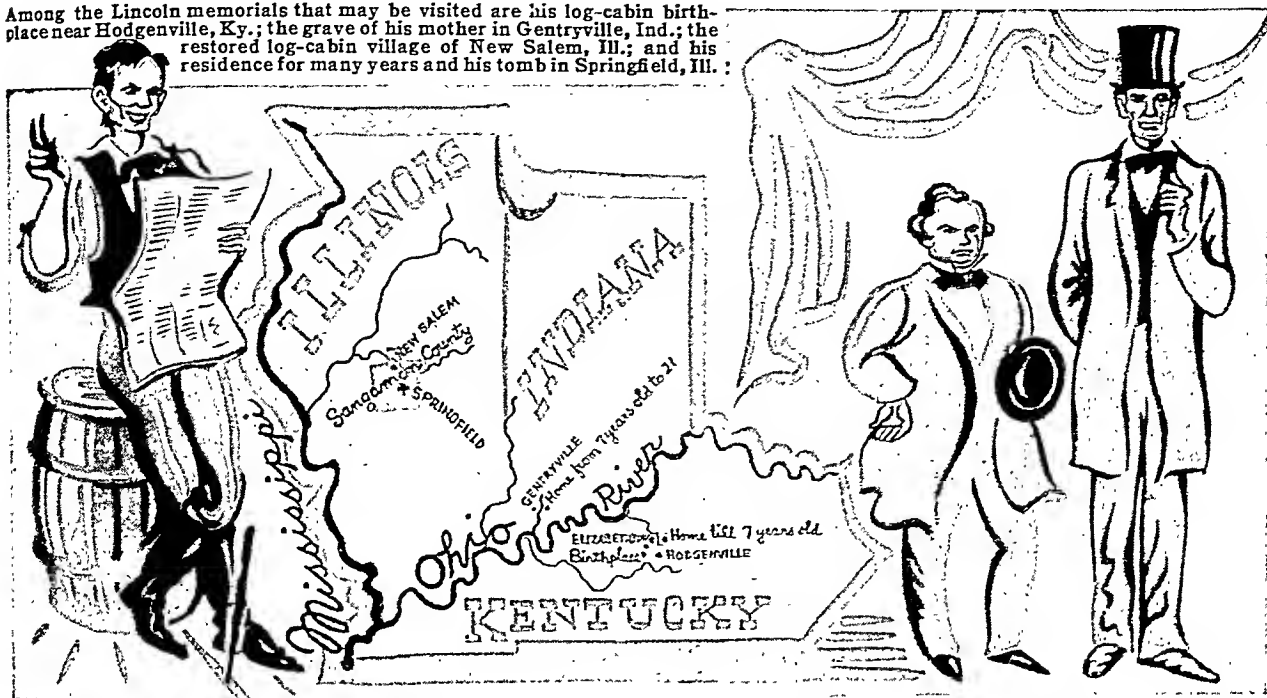 Among the Lincoln memorials that may be visited are his log-cabin birth-
place near Hodgenville, Ky.; the grave of his mother in Gentryville, Ind.; the
restored log-cabin village of New Salem, Ill.; and his
residence for many years and his tomb in Springfield, Ill.
ILLINOIS
INDIANA
NEW SALEM
Sangamon County
SPRINGFIELD
Mississippi
GENTRYVILLE
Home from 7 years old to 21
Ohio River
Home till 7 years old
Birthplace HODGENVILLE
KENTUCKY